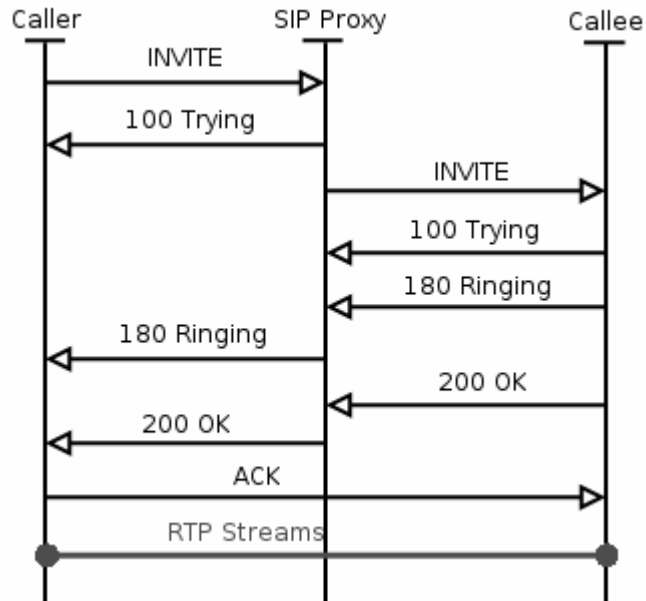 Caller
SIP Proxy
Callee
INVITE
100 Trying
INVITE
100 Trying
180 Ringing
180 Ringing
200 OK
200 OK
ACK
RTP Streams